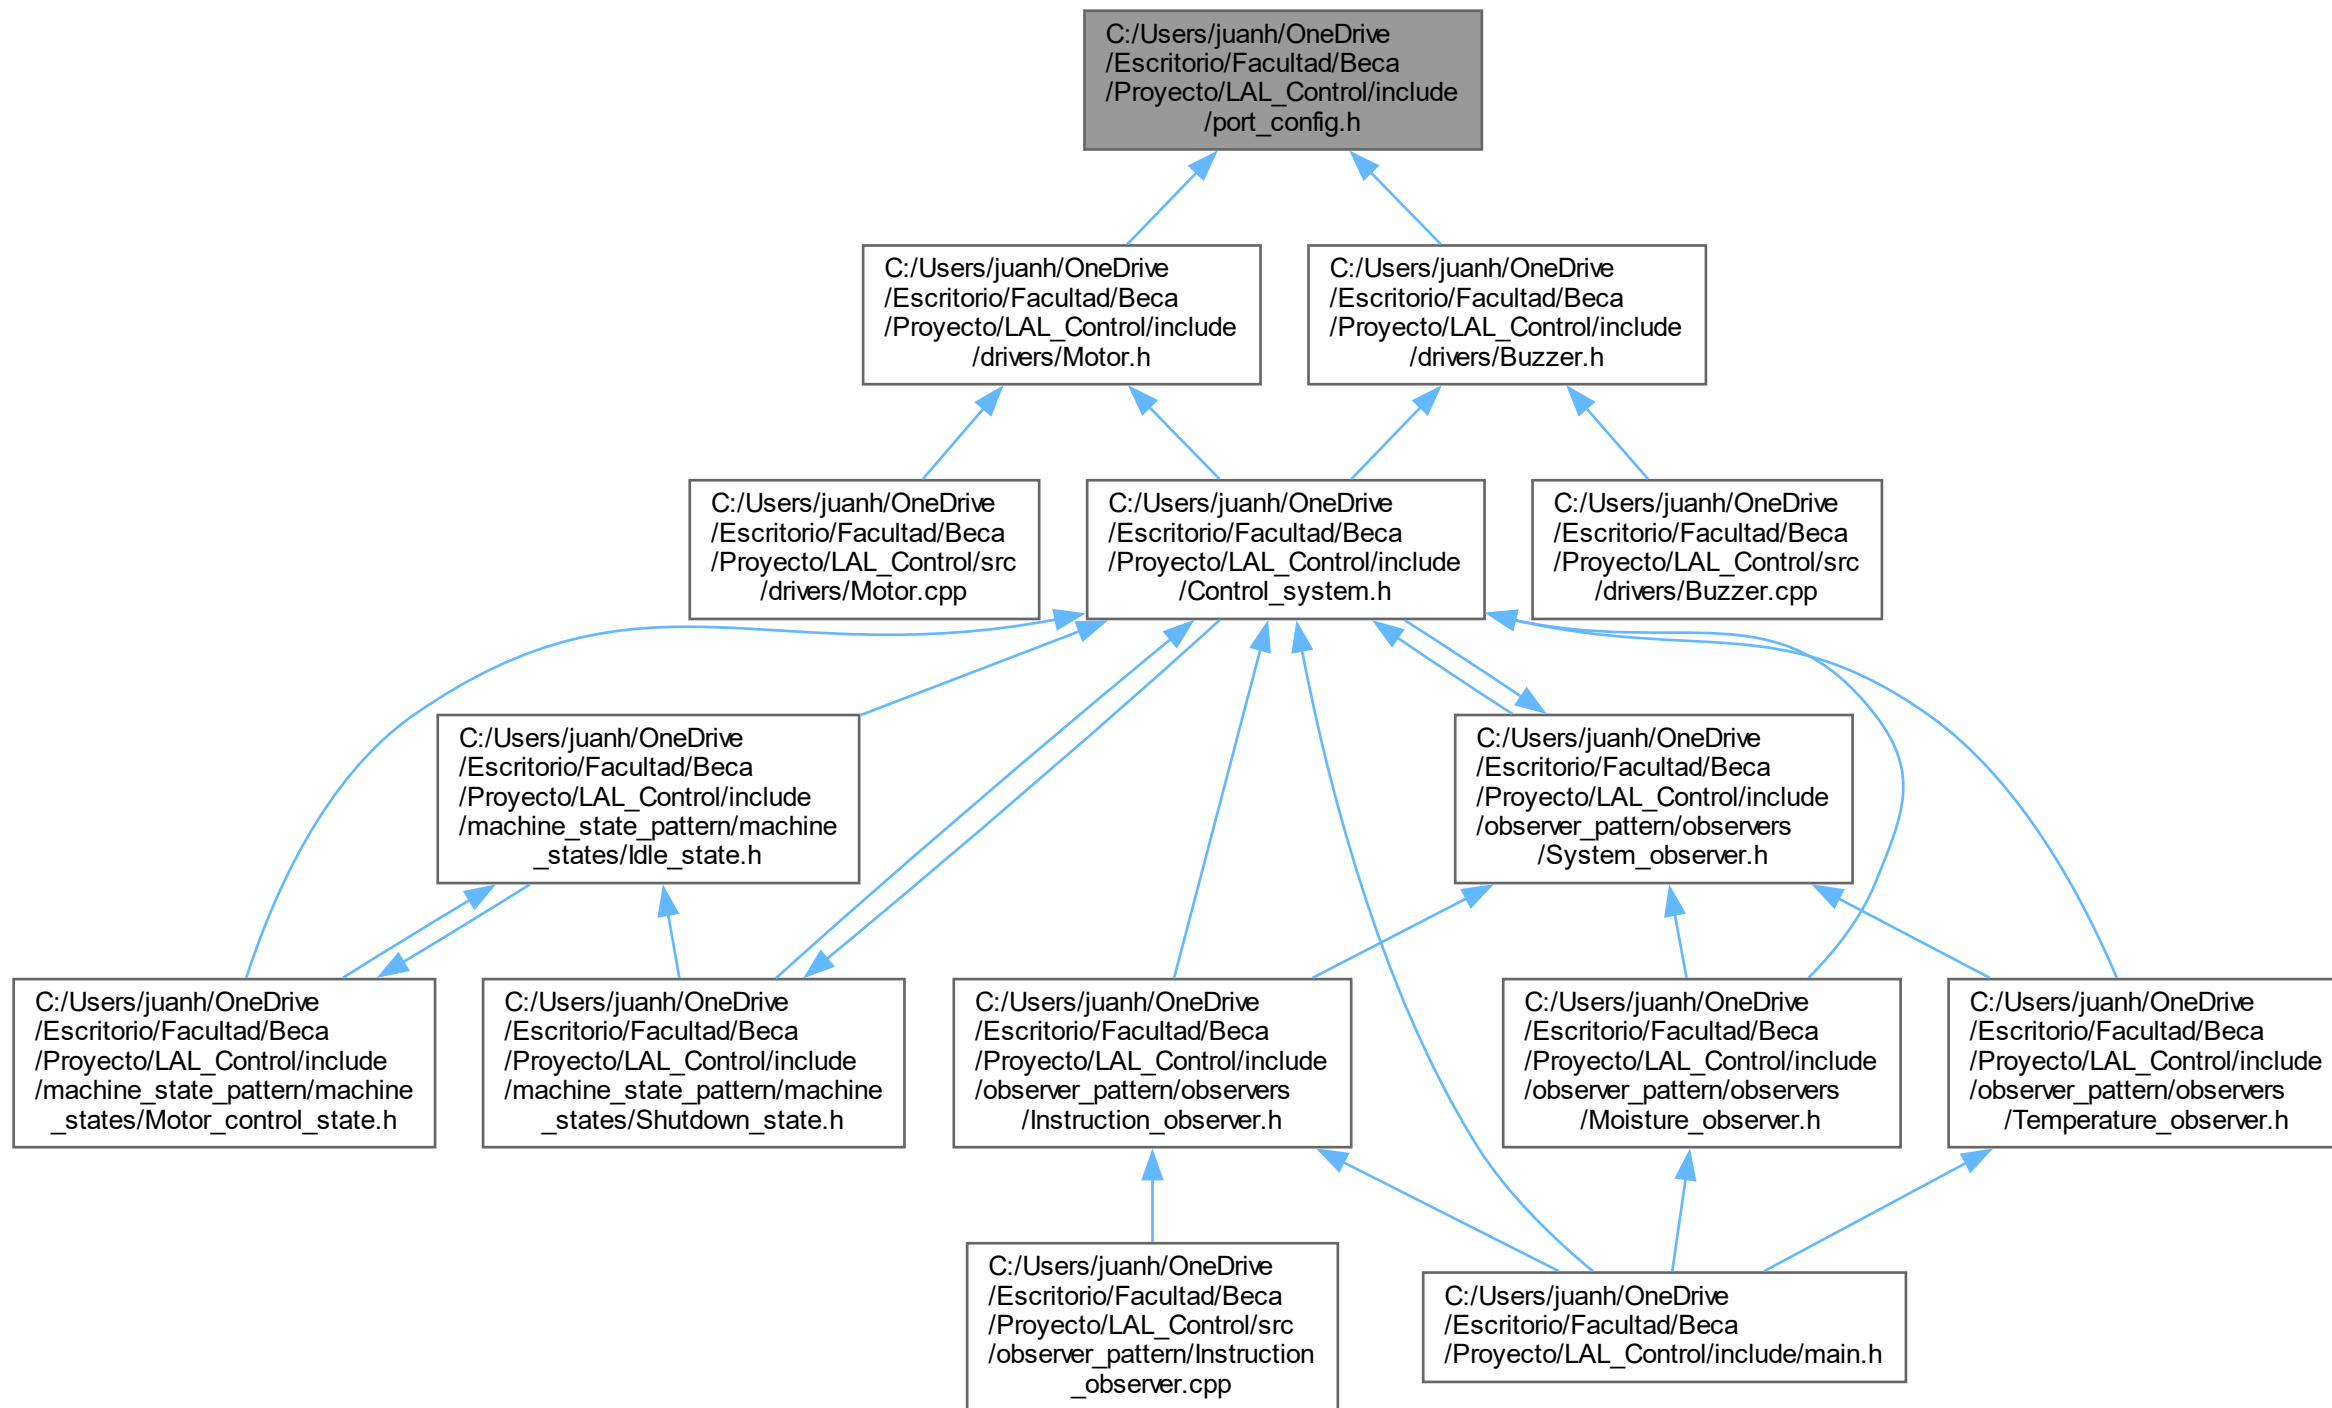 C:/Users/juanh/OneDrive
/Escritorio/Facultad/Beca
/Proyecto/LAL_Control/include
/port_config.h
C:/Users/juanh/OneDrive
/Escritorio/Facultad/Beca
/Proyecto/LAL_Control/include
/drivers/Motor.h
C:/Users/juanh/OneDrive
/Escritorio/Facultad/Beca
/Proyecto/LAL_Control/include
/drivers/Buzzer.h
C:/Users/juanh/OneDrive
/Escritorio/Facultad/Beca
/Proyecto/LAL_Control/src
/drivers/Motor.cpp
C:/Users/juanh/OneDrive
/Escritorio/Facultad/Beca
/Proyecto/LAL_Control/include
/Control_system.h
C:/Users/juanh/OneDrive
/Escritorio/Facultad/Beca
/Proyecto/LAL_Control/src
/drivers/Buzzer.cpp
C:/Users/juanh/OneDrive
/Escritorio/Facultad/Beca
/Proyecto/LAL_Control/include
/machine_state_pattern/machine
_states/Idle_state.h
C:/Users/juanh/OneDrive
/Escritorio/Facultad/Beca
/Proyecto/LAL_Control/include
/observer_pattern/observers
/System_observer.h
C:/Users/juanh/OneDrive
/Escritorio/Facultad/Beca
/Proyecto/LAL_Control/include
/machine_state_pattern/machine
_states/Motor_control_state.h
C:/Users/juanh/OneDrive
/Escritorio/Facultad/Beca
/Proyecto/LAL_Control/include
/machine_state_pattern/machine
_states/Shutdown_state.h
C:/Users/juanh/OneDrive
/Escritorio/Facultad/Beca
/Proyecto/LAL_Control/include
/observer_pattern/observers
/Instruction_observer.h
C:/Users/juanh/OneDrive
/Escritorio/Facultad/Beca
/Proyecto/LAL_Control/include
/observer_pattern/observers
/Moisture_observer.h
C:/Users/juanh/OneDrive
/Escritorio/Facultad/Beca
/Proyecto/LAL_Control/include
/observer_pattern/observers
/Temperature_observer.h
C:/Users/juanh/OneDrive
/Escritorio/Facultad/Beca
/Proyecto/LAL_Control/src
/observer_pattern/Instruction
_observer.cpp
C:/Users/juanh/OneDrive
/Escritorio/Facultad/Beca
/Proyecto/LAL_Control/include/main.h